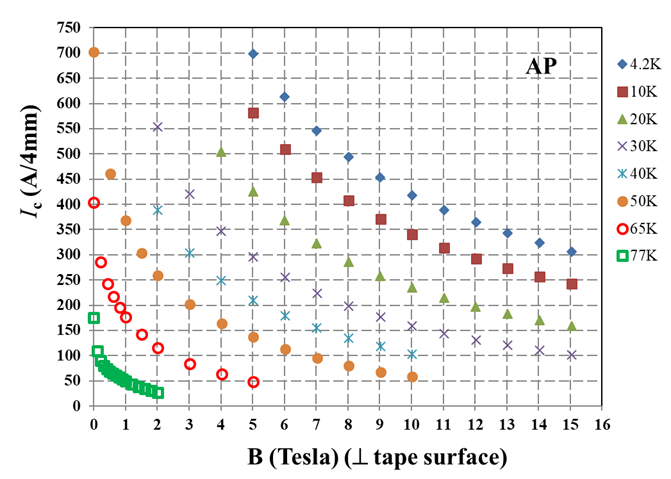 750
700
650
600
550
500
450
400
350
300
250
200
150
100
50
0
Ic (A/4mm)
AP
4.2K
10K
20K
30K
40K
50K
65K
77K
0 1 2 3 4 5 6 7 8 9 10 11 12 13 14 15 16
B (Tesla) (⊥ tape surface)